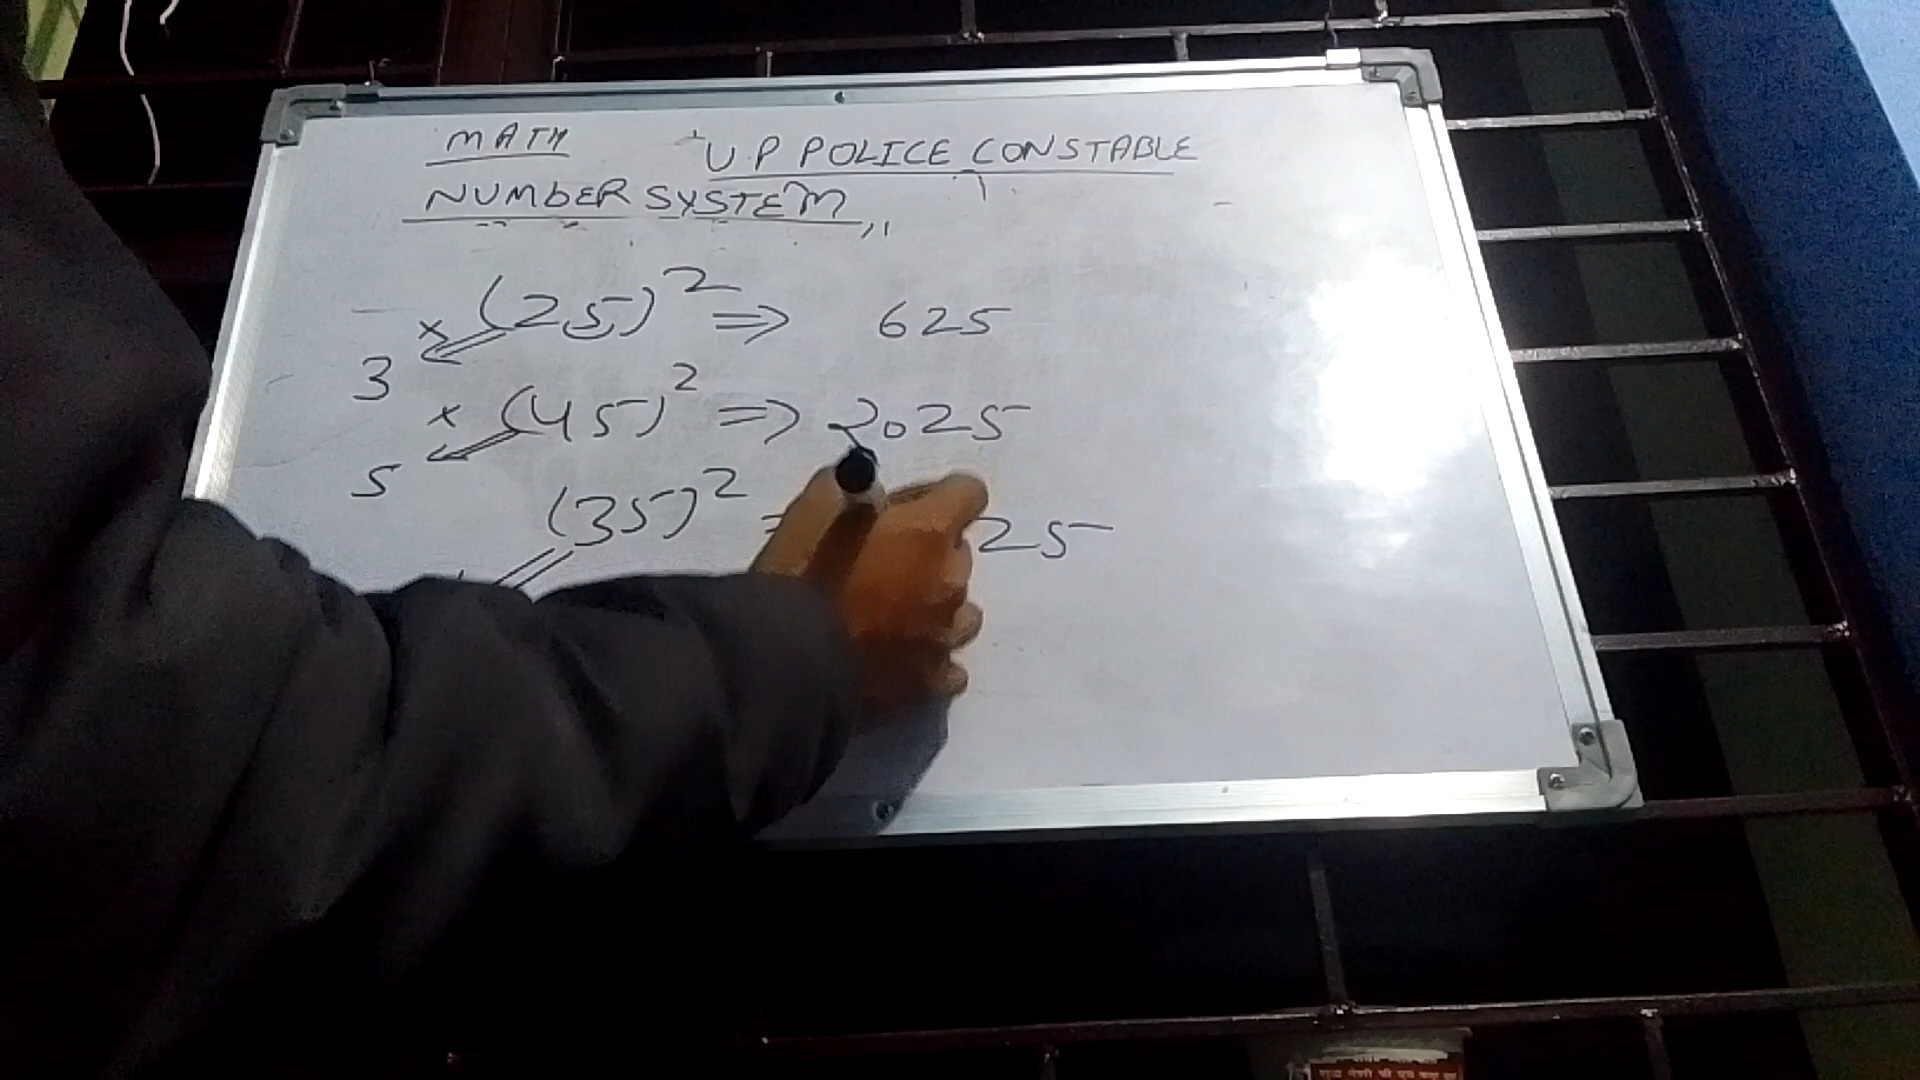 MATH U.P POLICE CONSTABLE
NUMBER SYSTEM
(25)² ⇒ 625
3 ×
(45)² ⇒ 2025
5 ×
(35)² 25